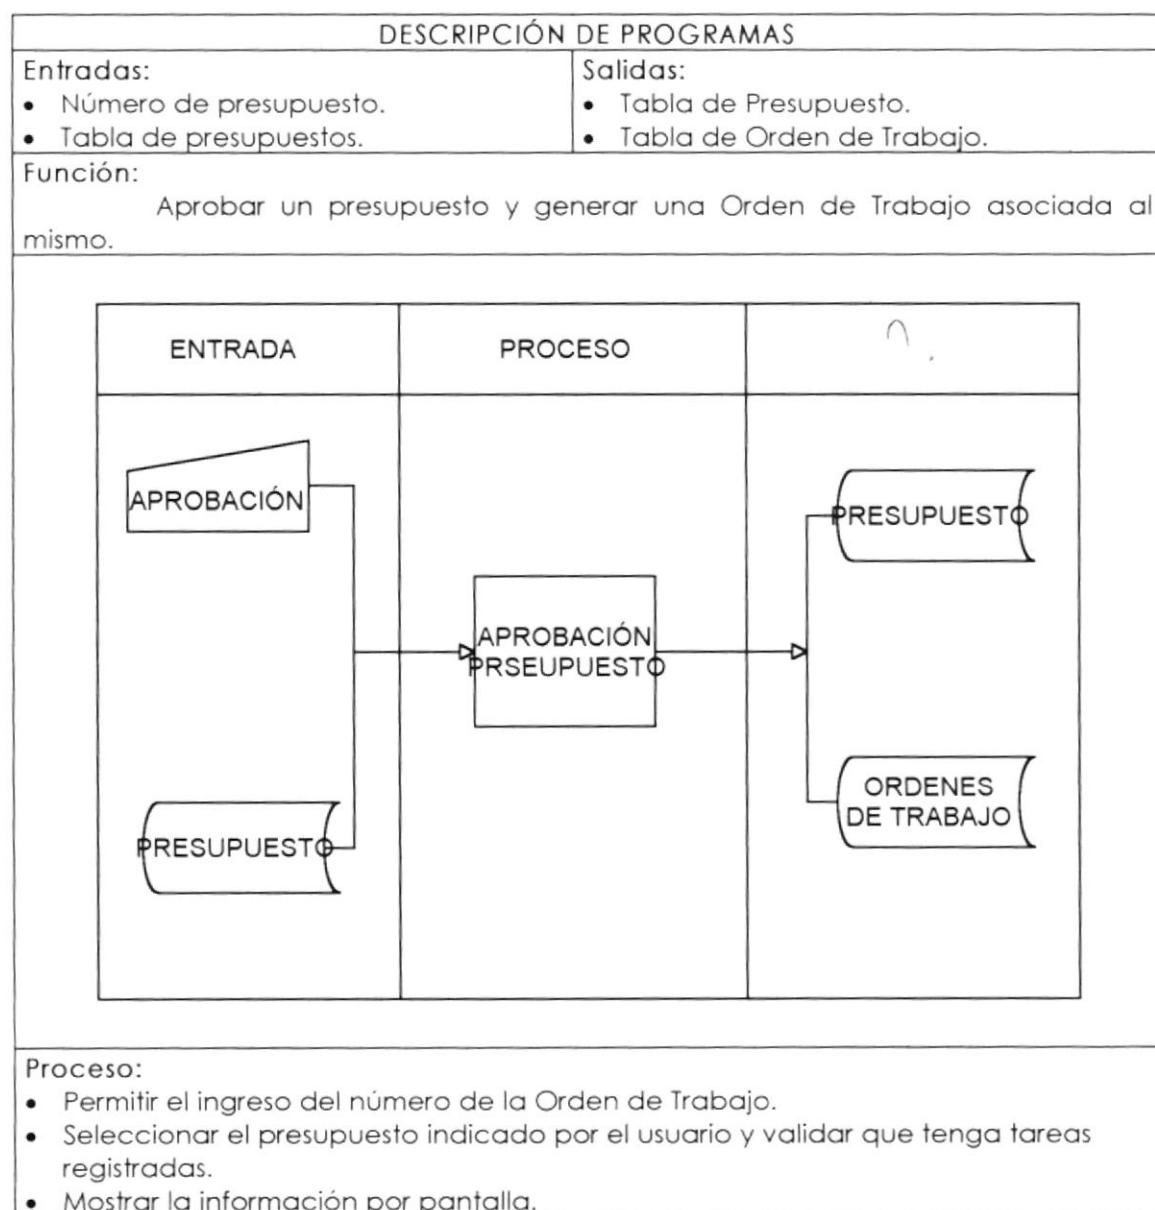 DESCRIPCIÓN DE PROGRAMAS
Entradas:
• Número de presupuesto.
• Tabla de presupuestos.
Salidas:
• Tabla de Presupuesto.
• Tabla de Orden de Trabajo.
Función:
Aprobar un presupuesto y generar una Orden de Trabajo asociada al
mismo.
ENTRADA
PROCESO
APROBACIÓN
PRESUPUESTO
APROBACIÓN
PRSEUPUESTO
PRESUPUESTO
ORDENES
DE TRABAJO
Proceso:
• Permitir el ingreso del número de la Orden de Trabajo.
• Seleccionar el presupuesto indicado por el usuario y validar que tenga tareas
registradas.
• Mostrar la información por pantalla.